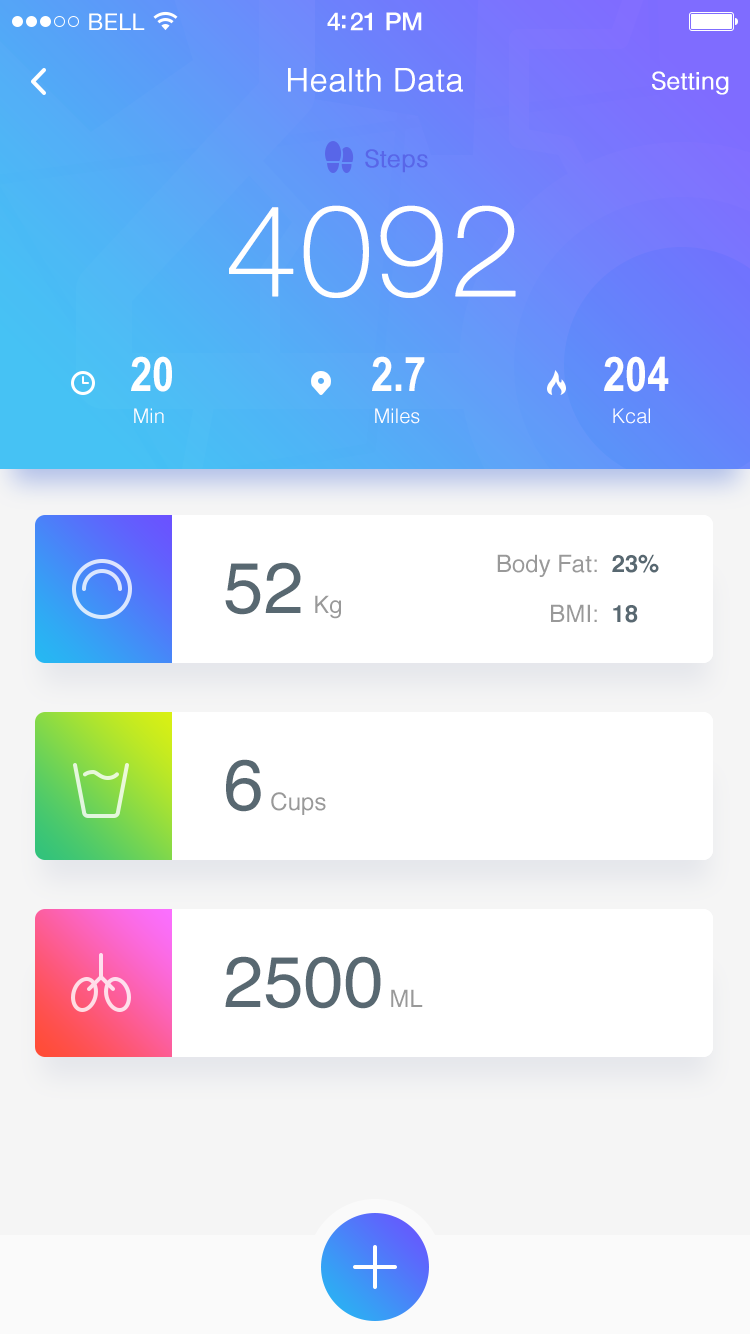 BELL 4:21 PM
Health Data Setting
Steps
4092
20 2.7 204
Min Miles Kcal
52 Kg
Body Fat: 23%
BMI: 18
6 Cups
2500 ML